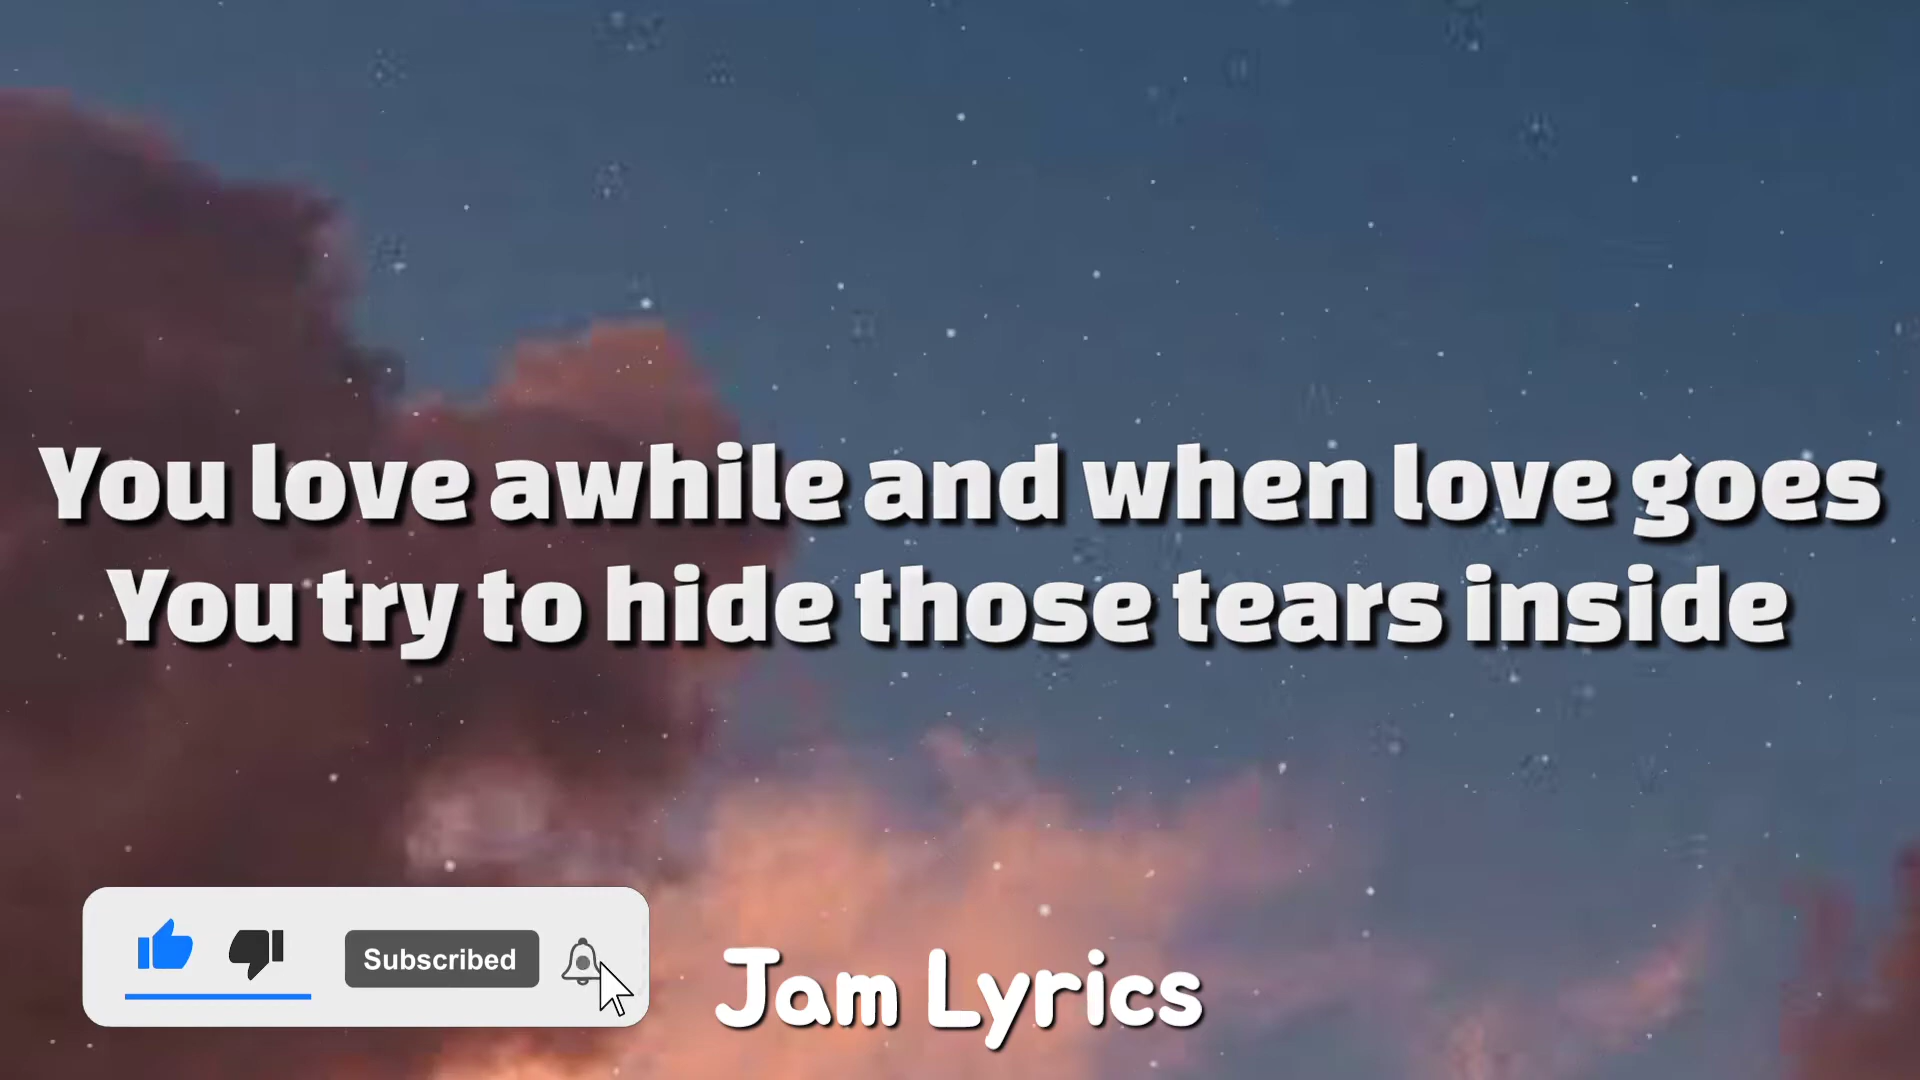 You love awhile and when love goes
You try to hide those tears inside
Subscribed
Jam Lyrics